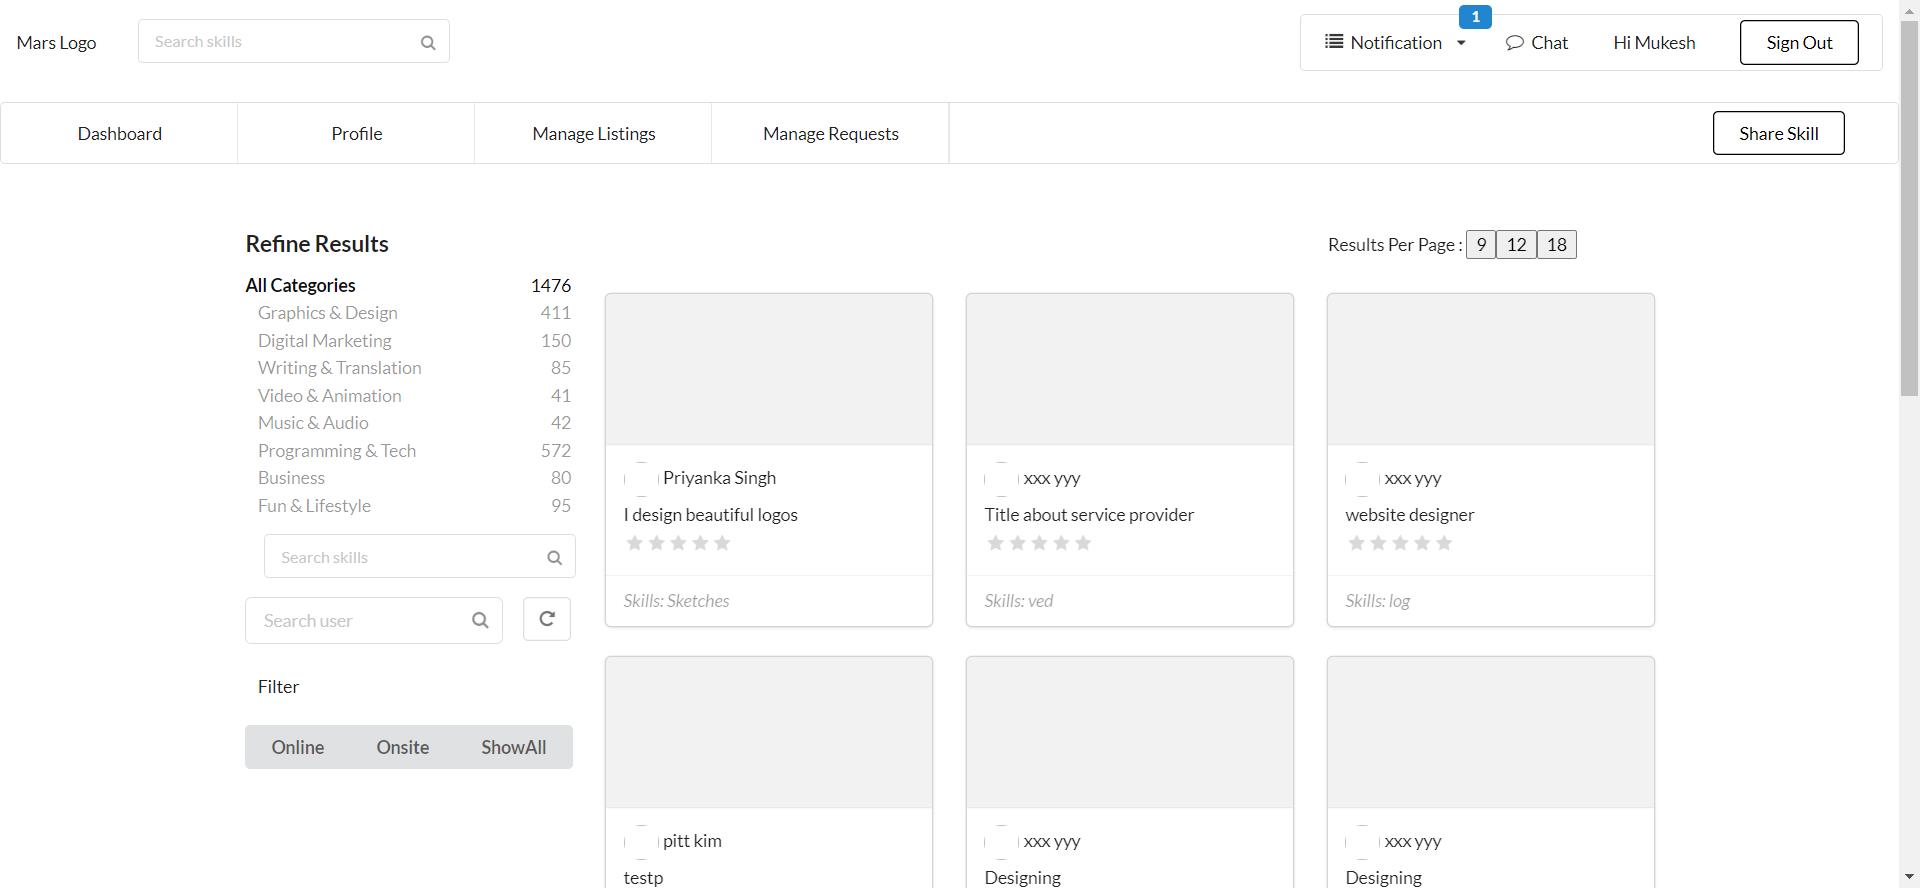 Mars Logo
Search skills
1
Notification
Chat
Hi Mukesh
Sign Out
Dashboard
Profile
Manage Listings
Manage Requests
Share Skill
Refine Results
Results Per Page : 9 12 18
All Categories 1476
Graphics & Design 411
Digital Marketing 150
Writing & Translation 85
Video & Animation 41
Music & Audio 42
Programming & Tech 572
Business 80
Fun & Lifestyle 95
Search skills
Search user
Filter
Online
Onsite
ShowAll
Priyanka Singh
I design beautiful logos
Skills: Sketches
xxx yyy
Title about service provider
Skills: ved
xxx yyy
website designer
Skills: log
pitt kim
testp
xxx yyy
Designing
xxx yyy
Designing